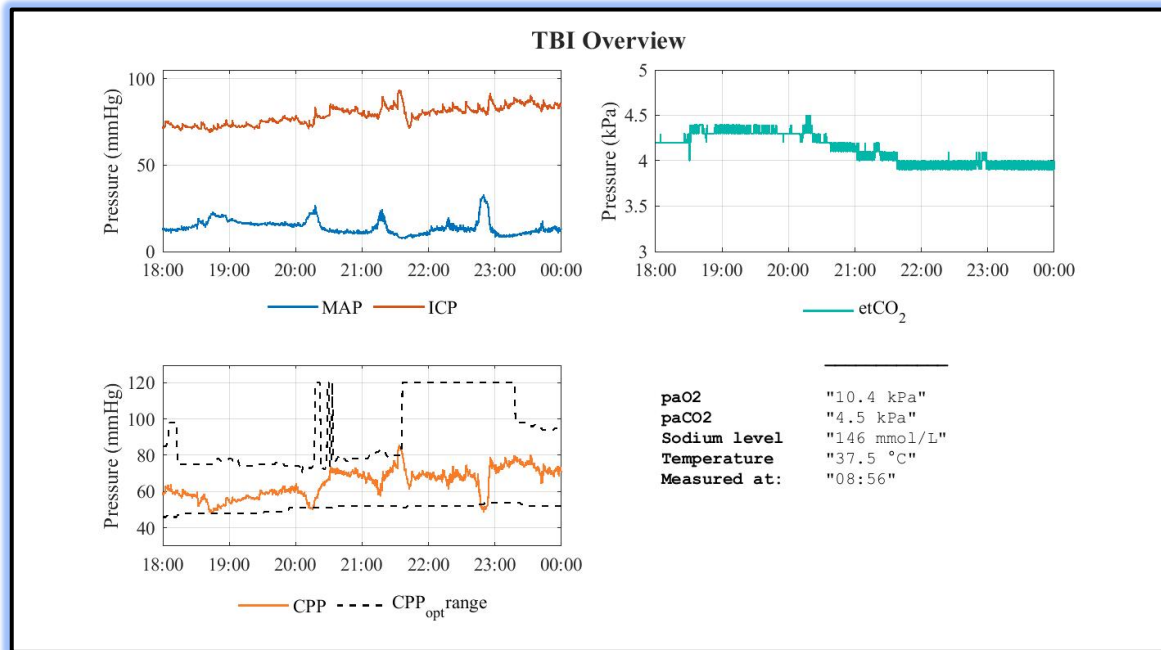 TBI Overview
Pressure (mmHg)
100
50
0
18:00 19:00 20:00 21:00 22:00 23:00 00:00
MAP ICP
Pressure (kPa)
5
4.5
4
3.5
3
18:00 19:00 20:00 21:00 22:00 23:00 00:00
etCO₂
Pressure (mmHg)
120
100
80
60
40
18:00 19:00 20:00 21:00 22:00 23:00 00:00
CPP CPPopt range
paO2 "10.4 kPa"
paCO2 "4.5 kPa"
Sodium level "146 mmol/L"
Temperature "37.5 °C"
Measured at: "08:56"